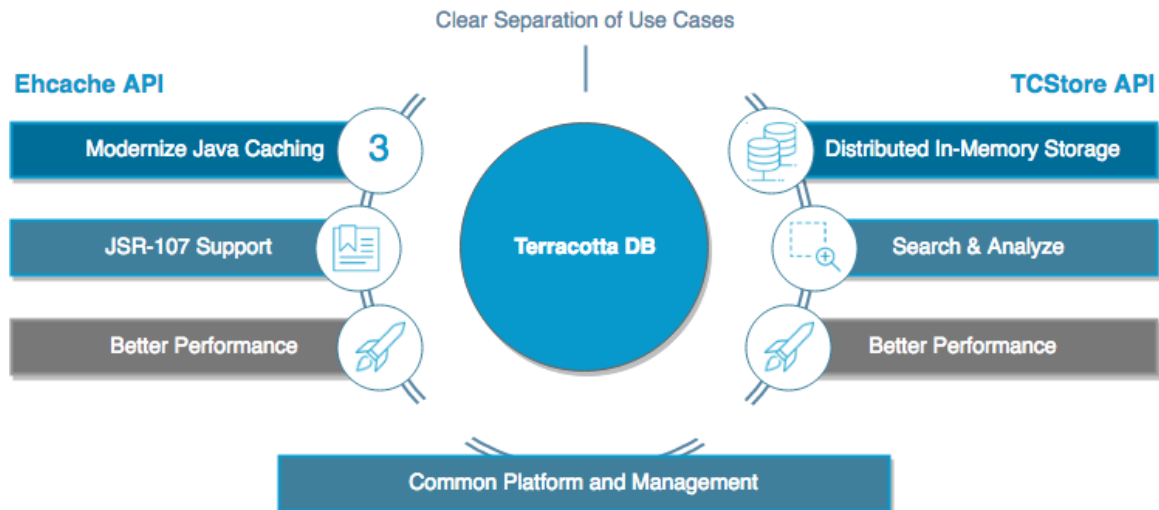 Clear Separation of Use Cases
Ehcache API
TCStore API
Modernize Java Caching
3
Distributed In-Memory Storage
JSR-107 Support
Terracotta DB
Search & Analyze
Better Performance
Better Performance
Common Platform and Management